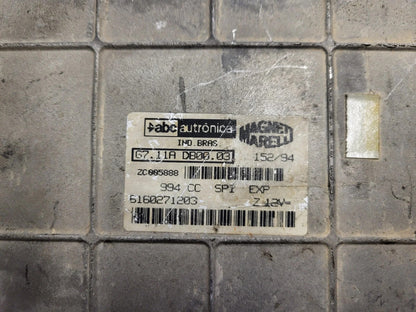 abc autrônica MAGNETI MARELLI
IND.BRAS.
G7.11A DB00.03 152/94
ZC005888
994 CC SPI EXP
6160271203 Z 12V=